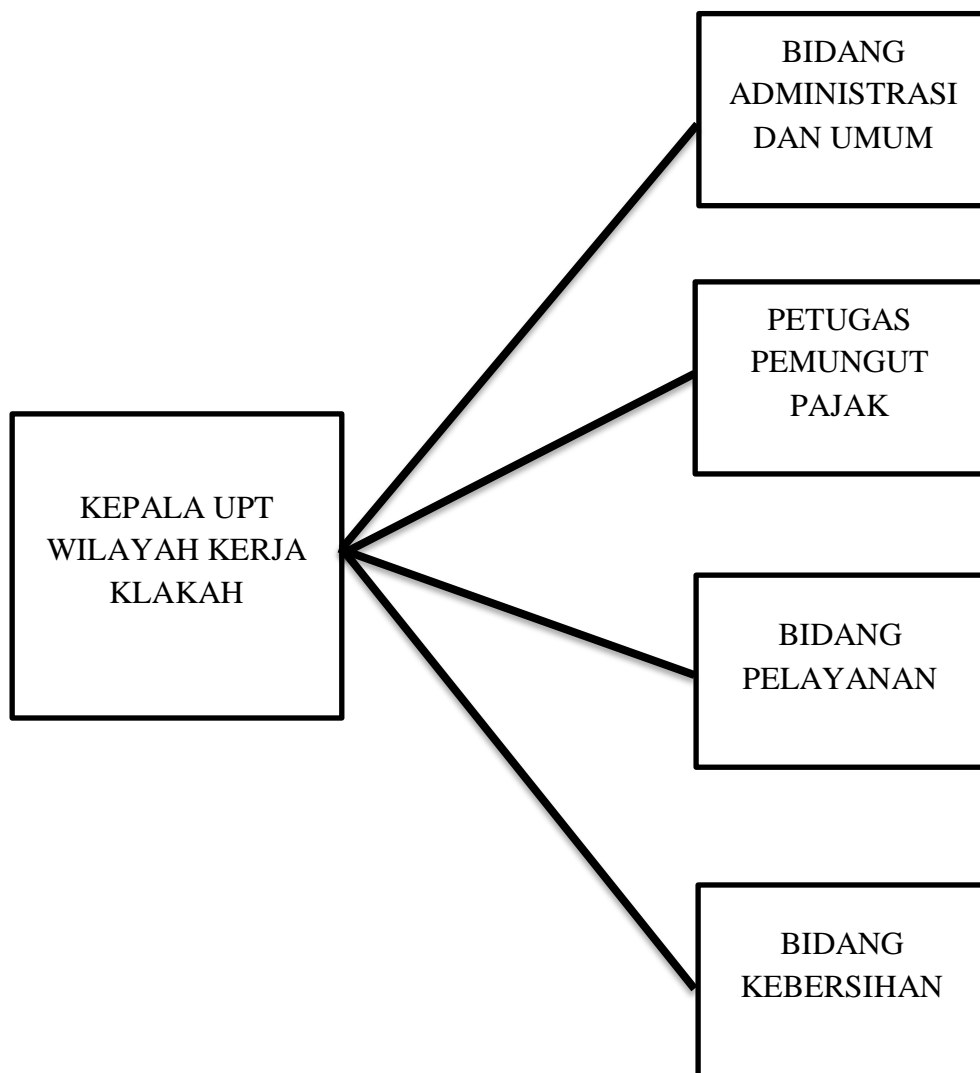 BIDANG
ADMINISTRASI
DAN UMUM
PETUGAS
PEMUNGUT
PAJAK
KEPALA UPT
WILAYAH KERJA
KLAKAH
BIDANG
PELAYANAN
BIDANG
KEBERSIHAN